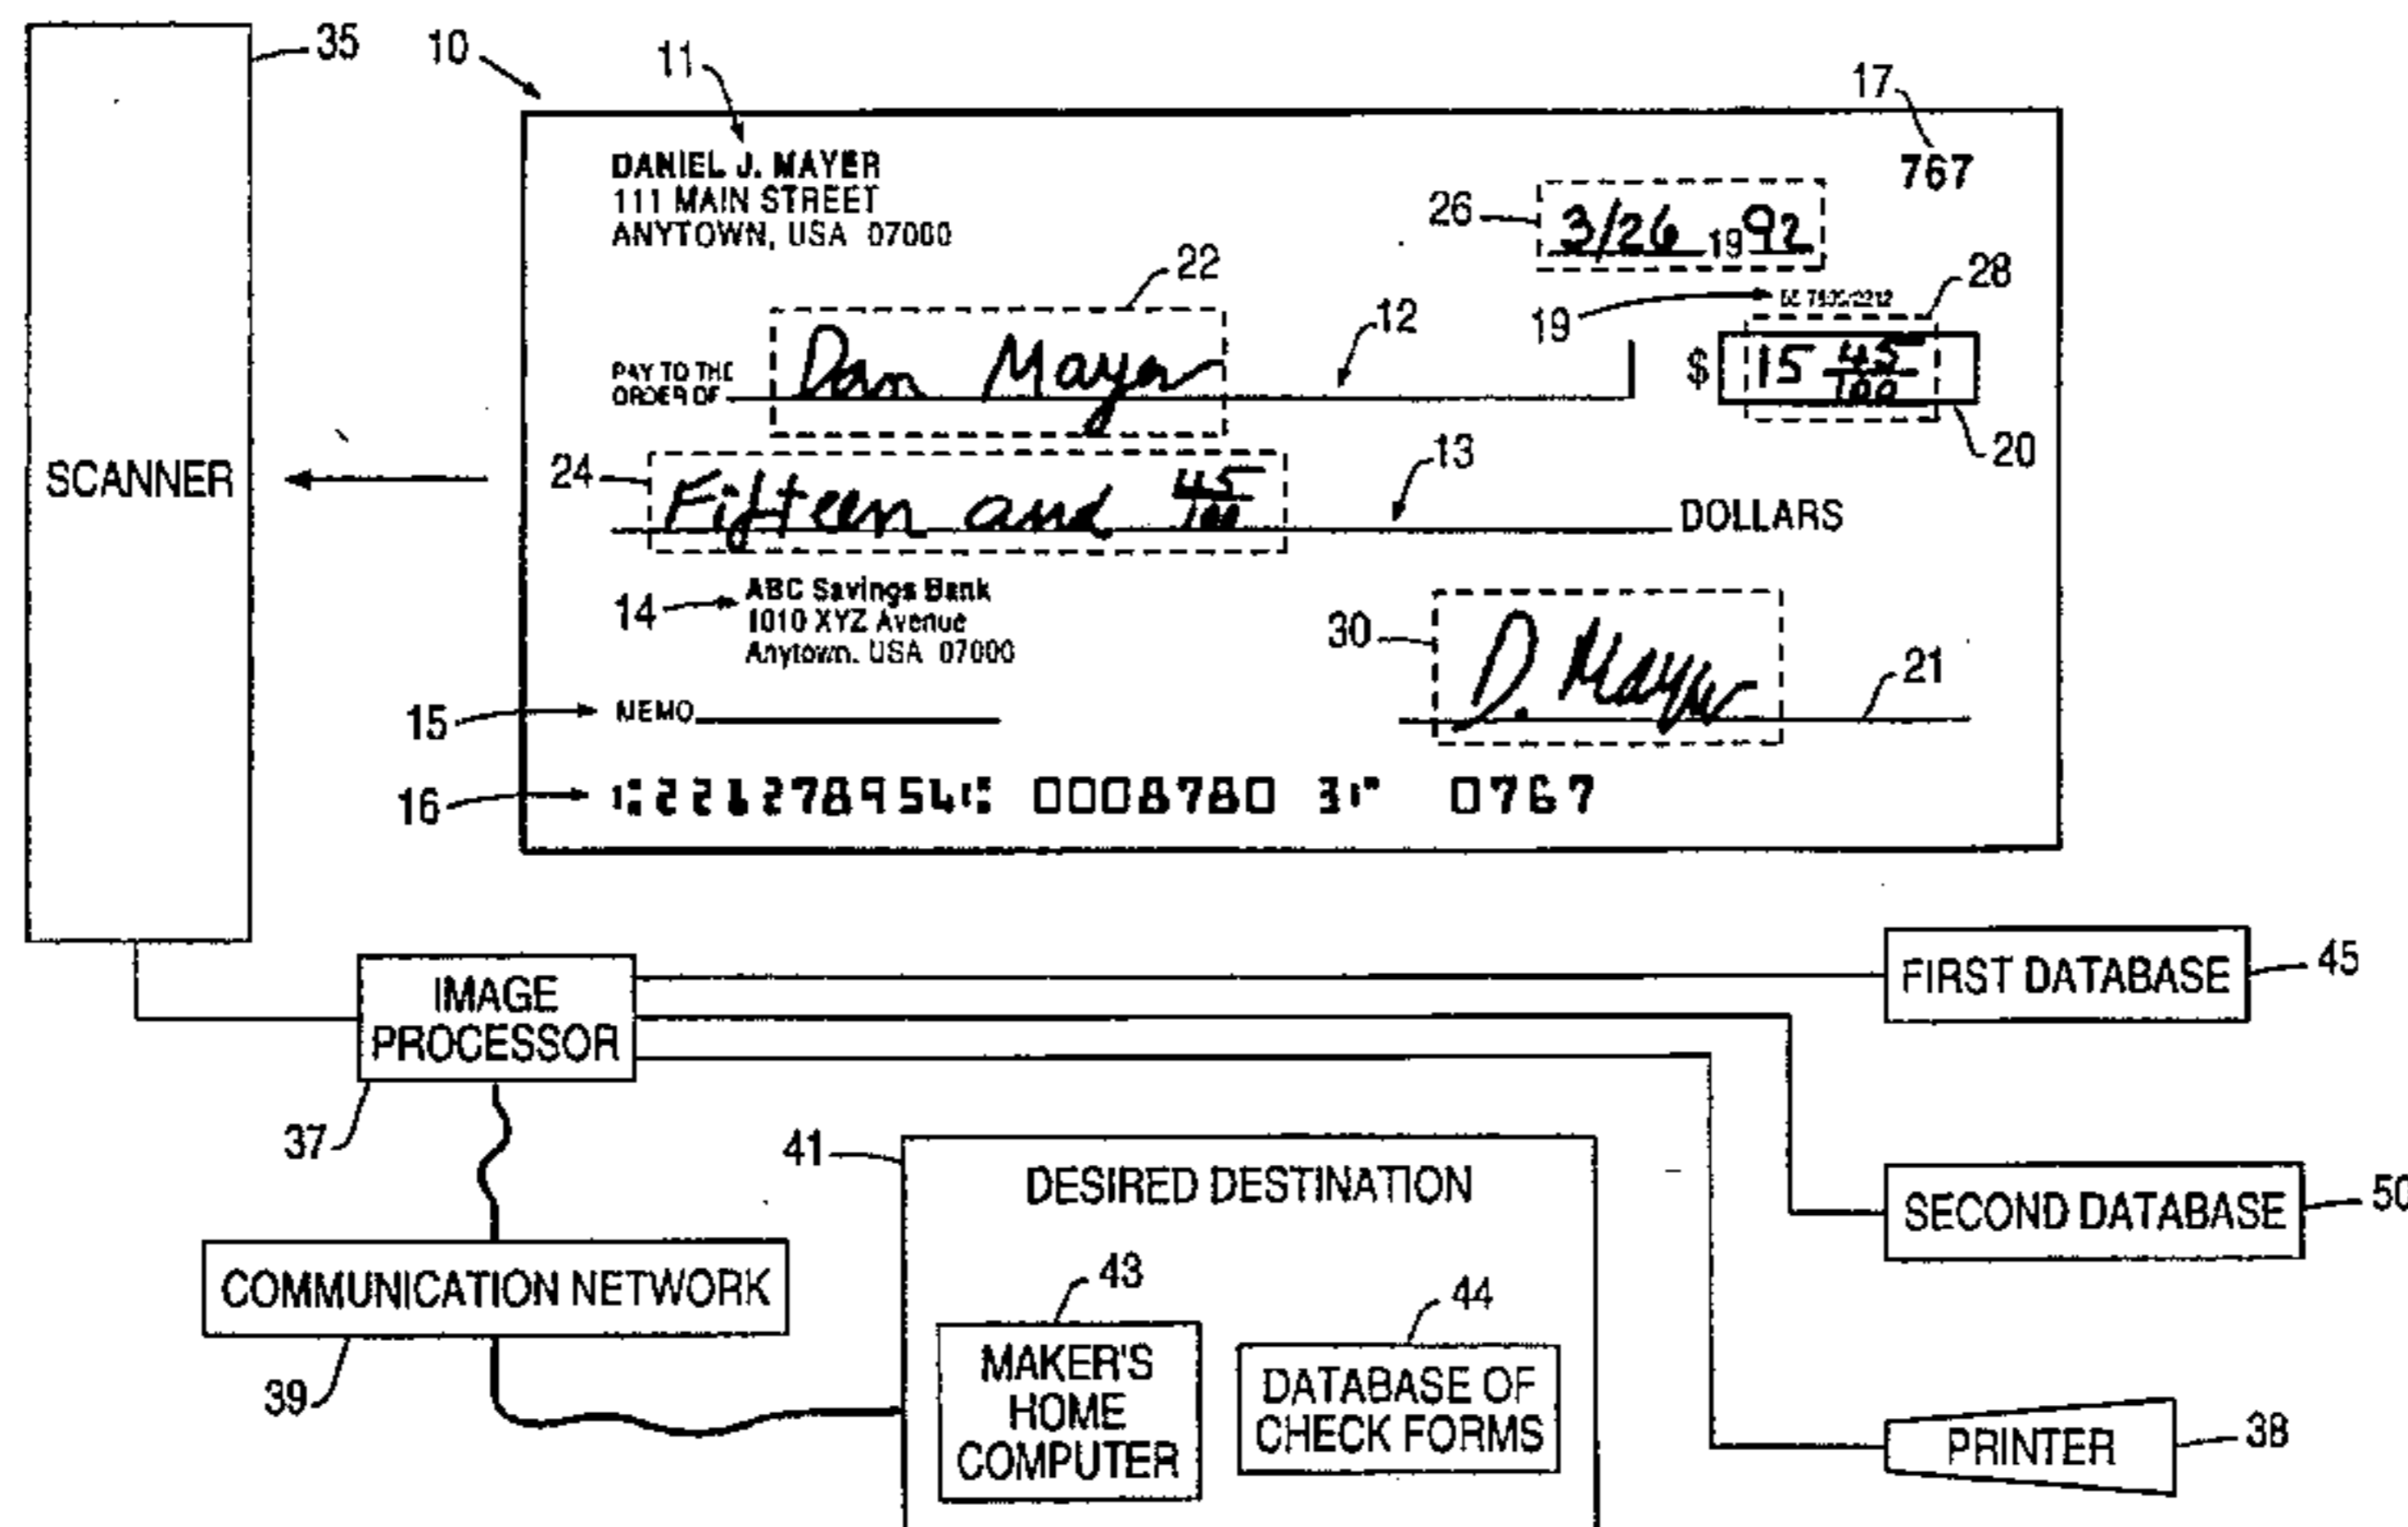 35
10
11
17
DANIEL J. MAYER
111 MAIN STREET
ANYTOWN, USA 07000
767
26
3/26 19 92
22
28
19
12
PAY TO THE
ORDER OF
Dan Mayer
$ 15 45/100
20
SCANNER
24
Fifteen and 45/100
13
DOLLARS
14
ABC Savings Bank
1010 XYZ Avenue
Anytown, USA 07000
30
D. Mayer
21
15
MEMO
16
0008780 0767
IMAGE
PROCESSOR
FIRST DATABASE
45
37
41
DESIRED DESTINATION
SECOND DATABASE
50
COMMUNICATION NETWORK
39
43
MAKER'S
HOME
COMPUTER
44
DATABASE OF
CHECK FORMS
PRINTER
38